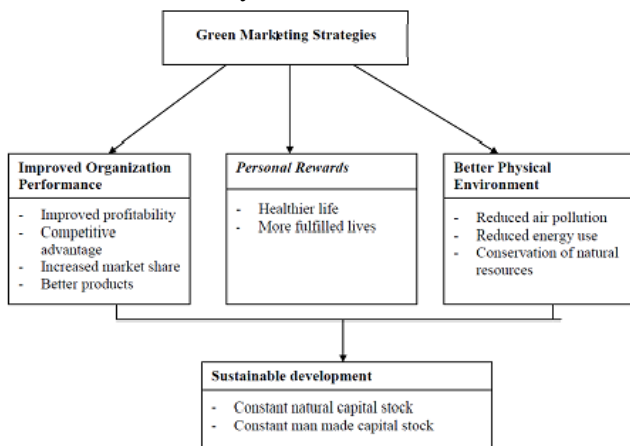 Green Marketing Strategies
Improved Organization
Performance
- Improved profitability
- Competitive
advantage
- Increased market share
- Better products
Personal Rewards
- Healthier life
- More fulfilled lives
Better Physical
Environment
- Reduced air pollution
- Reduced energy use
- Conservation of natural
resources
Sustainable development
- Constant natural capital stock
- Constant man made capital stock